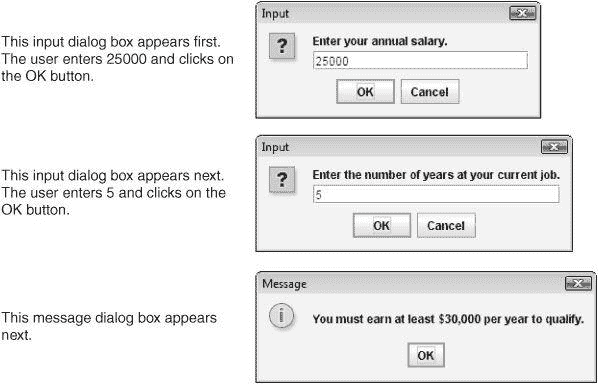 Input
This input dialog box appears first.
The user enters 25000 and clicks on
the OK button.
Enter your annual salary.
25000
OK
Cancel
Input
This input dialog box appears next.
The user enters 5 and clicks on the
OK button.
Enter the number of years at your current job.
5
OK
Cancel
Message
This message dialog box appears
next.
You must earn at least $30,000 per year to qualify.
OK